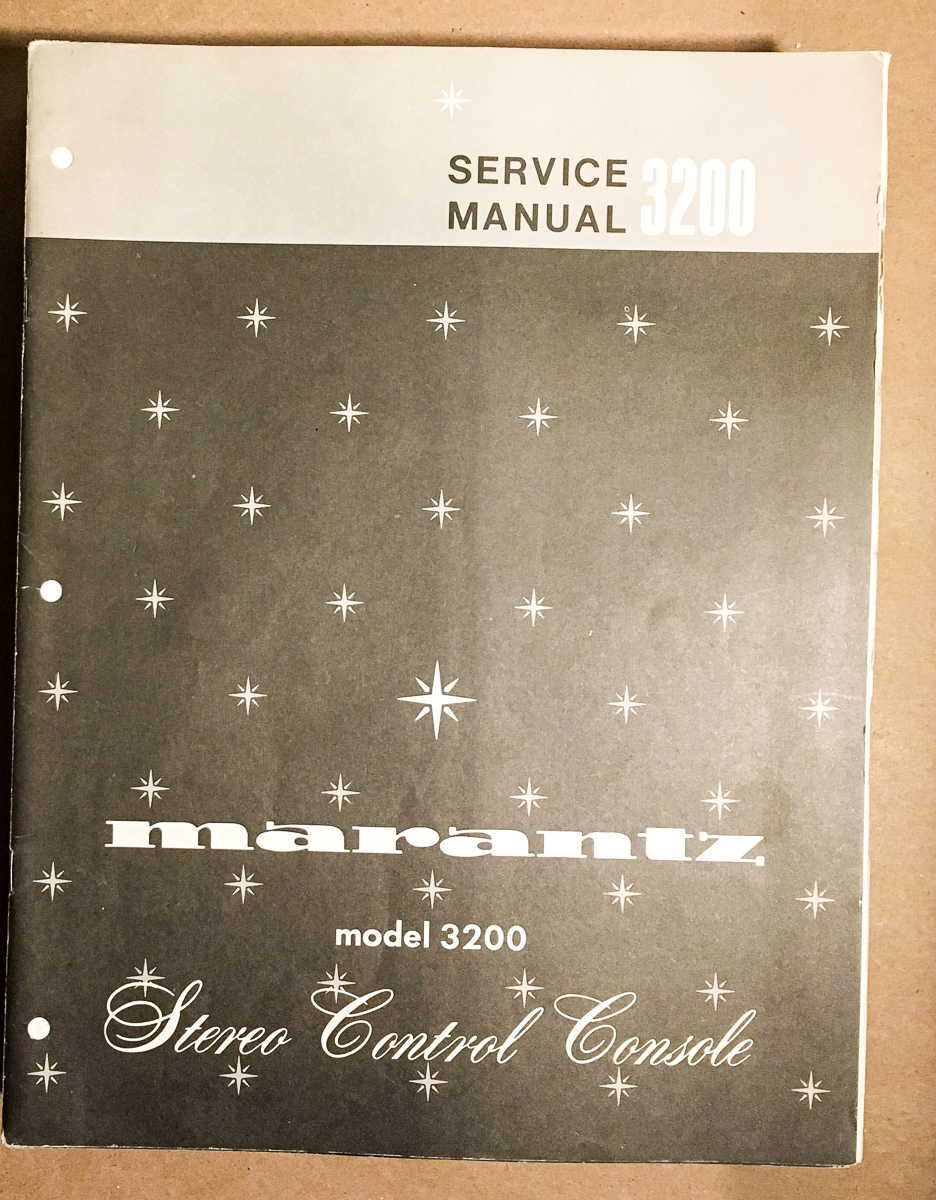 SERVICE
MANUAL 3200
marantz
model 3200
Stereo Control Console